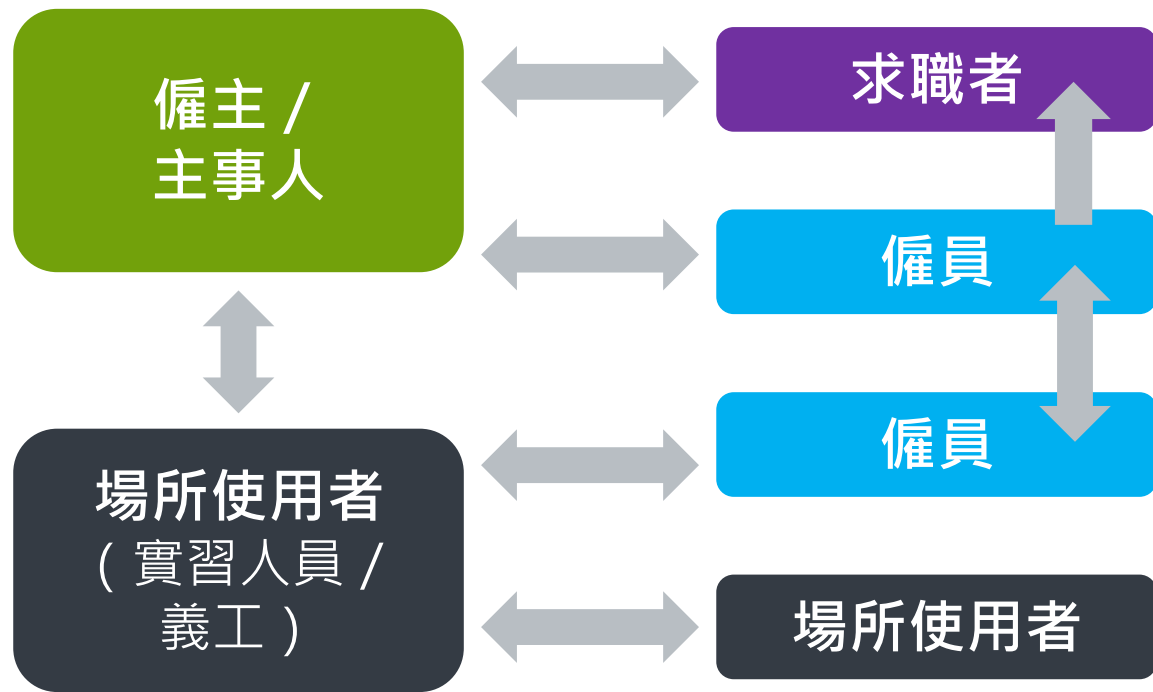 僱主 /
主事人
求職者
僱員
僱員
場所使用者
( 實習人員 /
義工 )
場所使用者